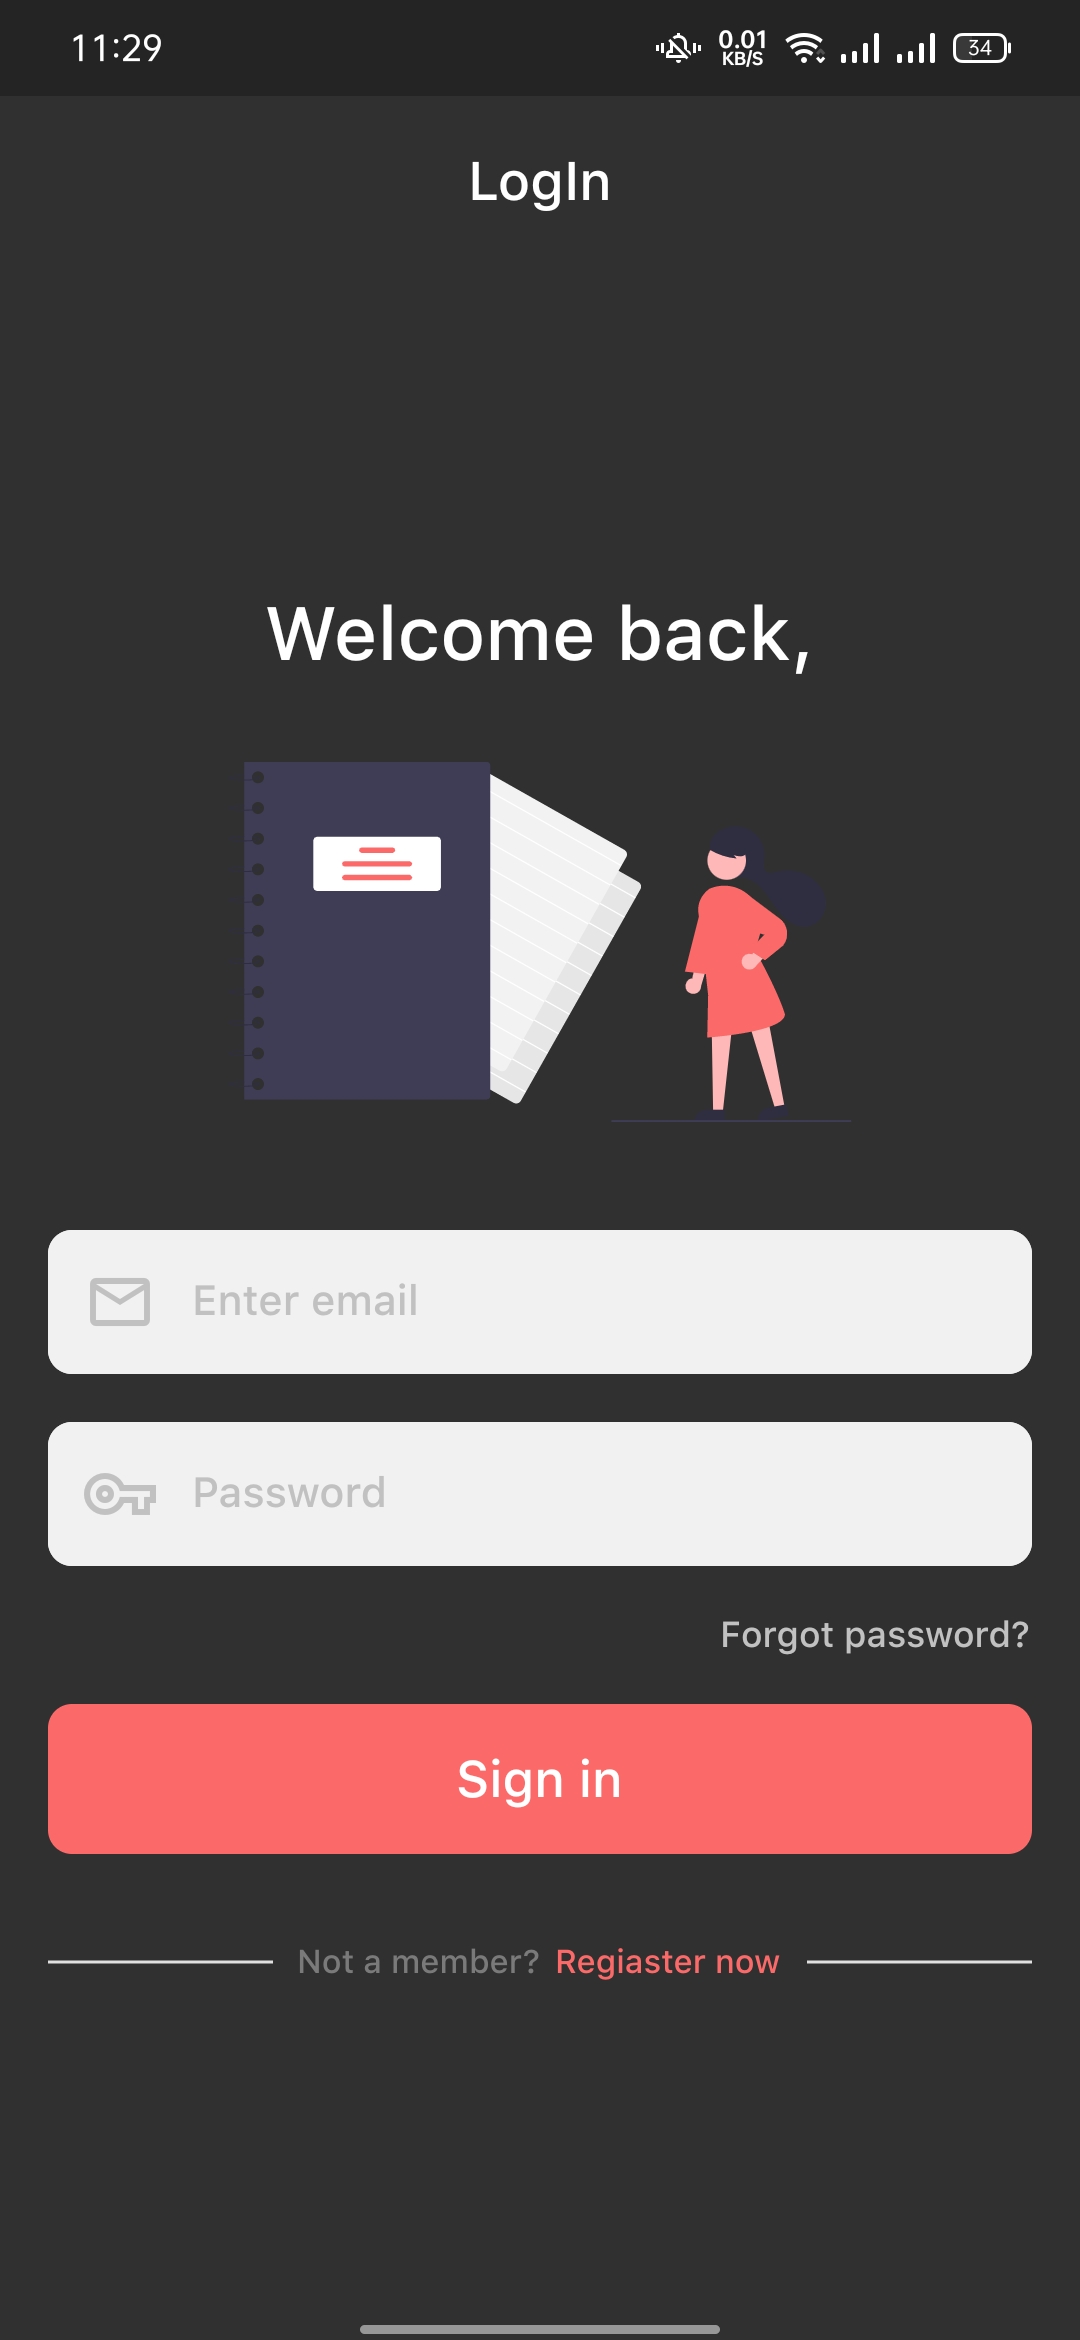 11:29
0.01
KB/S
34
LogIn
Welcome back,
Enter email
Password
Forgot password?
Sign in
Not a member? Regiaster now